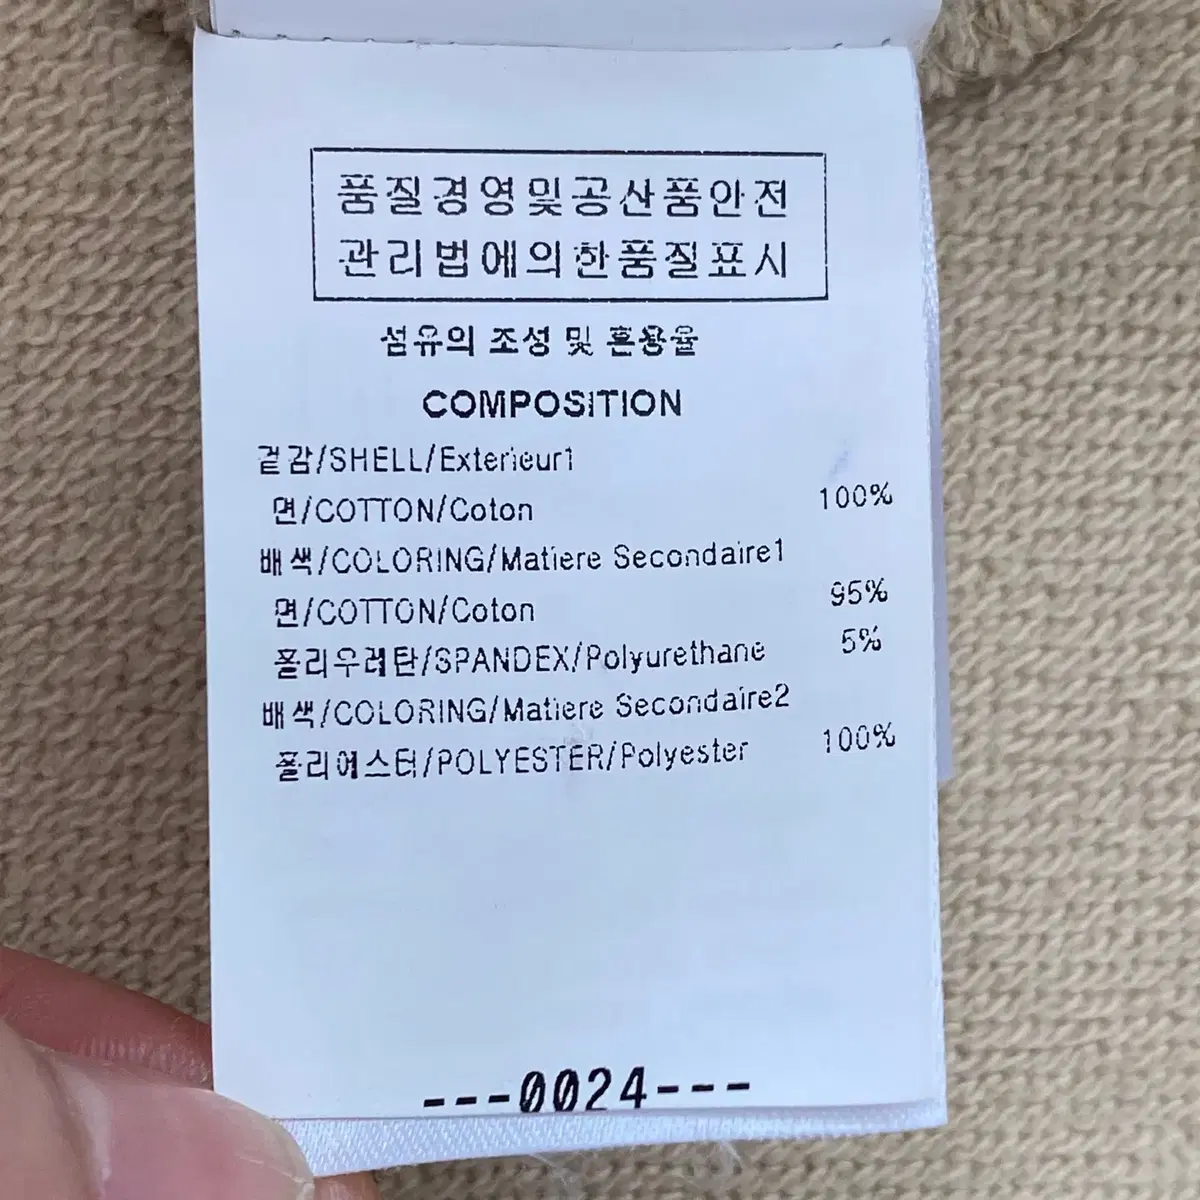 품질경영및공산품안전
관리법에의한품질표시
섬유의 조성 및 혼용율
COMPOSITION
겉감/SHELL/Exterieur1
면/COTTON/Coton 100%
배색/COLORING/Matiere Secondaire1
면/COTTON/Coton 95%
폴리우레탄/SPANDEX/Polyurethane 5%
배색/COLORING/Matiere Secondaire2
폴리에스터/POLYESTER/Polyester 100%
---0024---